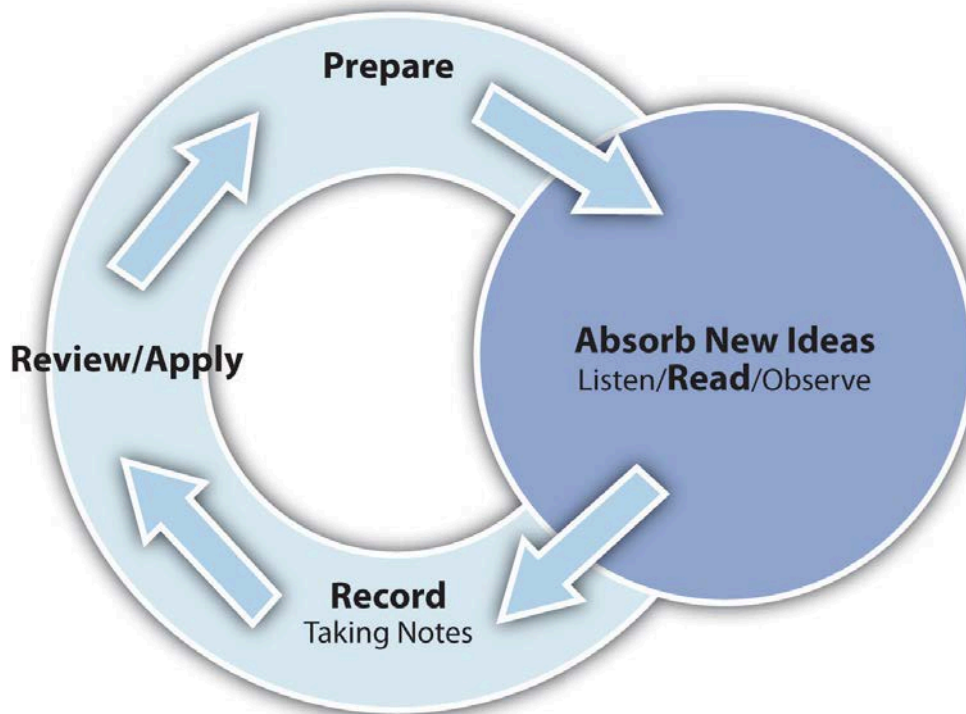 Prepare
Absorb New Ideas
Listen/Read/Observe
Review/Apply
Record
Taking Notes